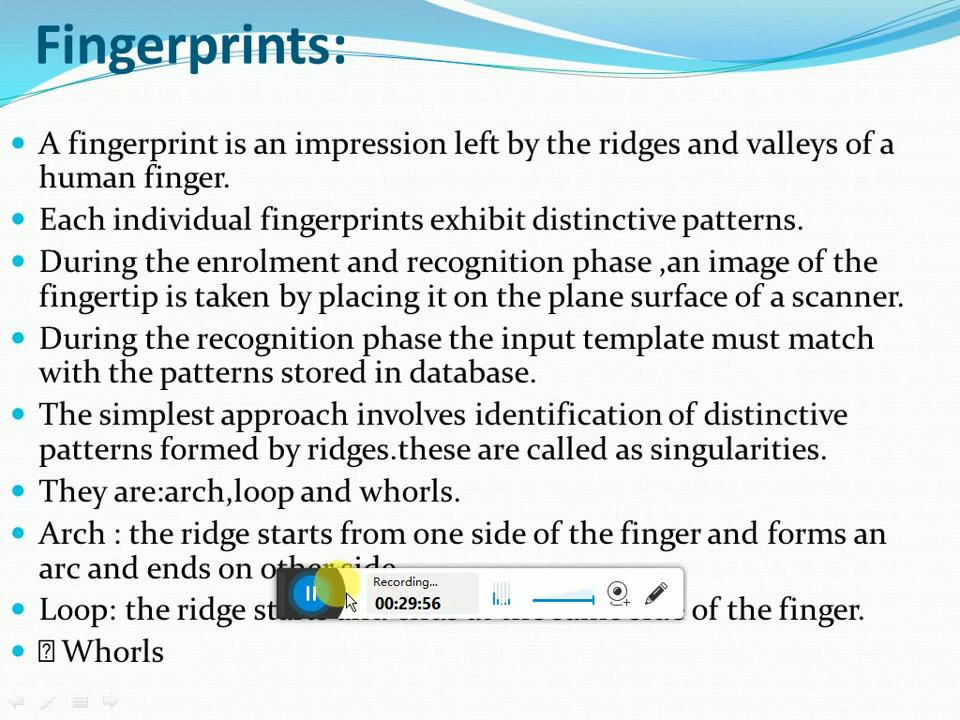 Fingerprints:
A fingerprint is an impression left by the ridges and valleys of a
human finger.
Each individual fingerprints exhibit distinctive patterns.
During the enrolment and recognition phase ,an image of the
fingertip is taken by placing it on the plane surface of a scanner.
During the recognition phase the input template must match
with the patterns stored in database.
The simplest approach involves identification of distinctive
patterns formed by ridges.these are called as singularities.
They are:arch,loop and whorls.
Arch : the ridge starts from one side of the finger and forms an
arc and ends on other side
Recording...
00:29:56
Loop: the ridge of the finger.
Whorls